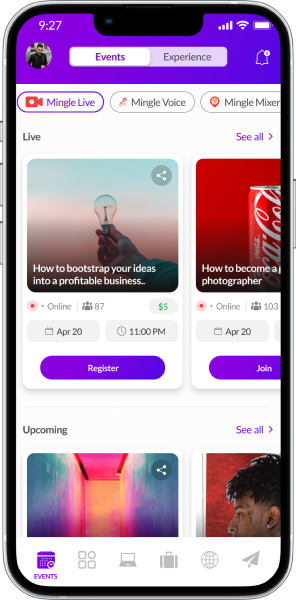 9:27
Events
Experience
Mingle Live
Mingle Voice
Mingle Mixer
Live
See all >
How to bootstrap your ideas
into a profitable business..
• Online
87
$5
Apr 20
11:00 PM
Register
How to become a
photographer
Coca-Cola
• Online
103
Apr 20
Join
Upcoming
See all >
EVENTS